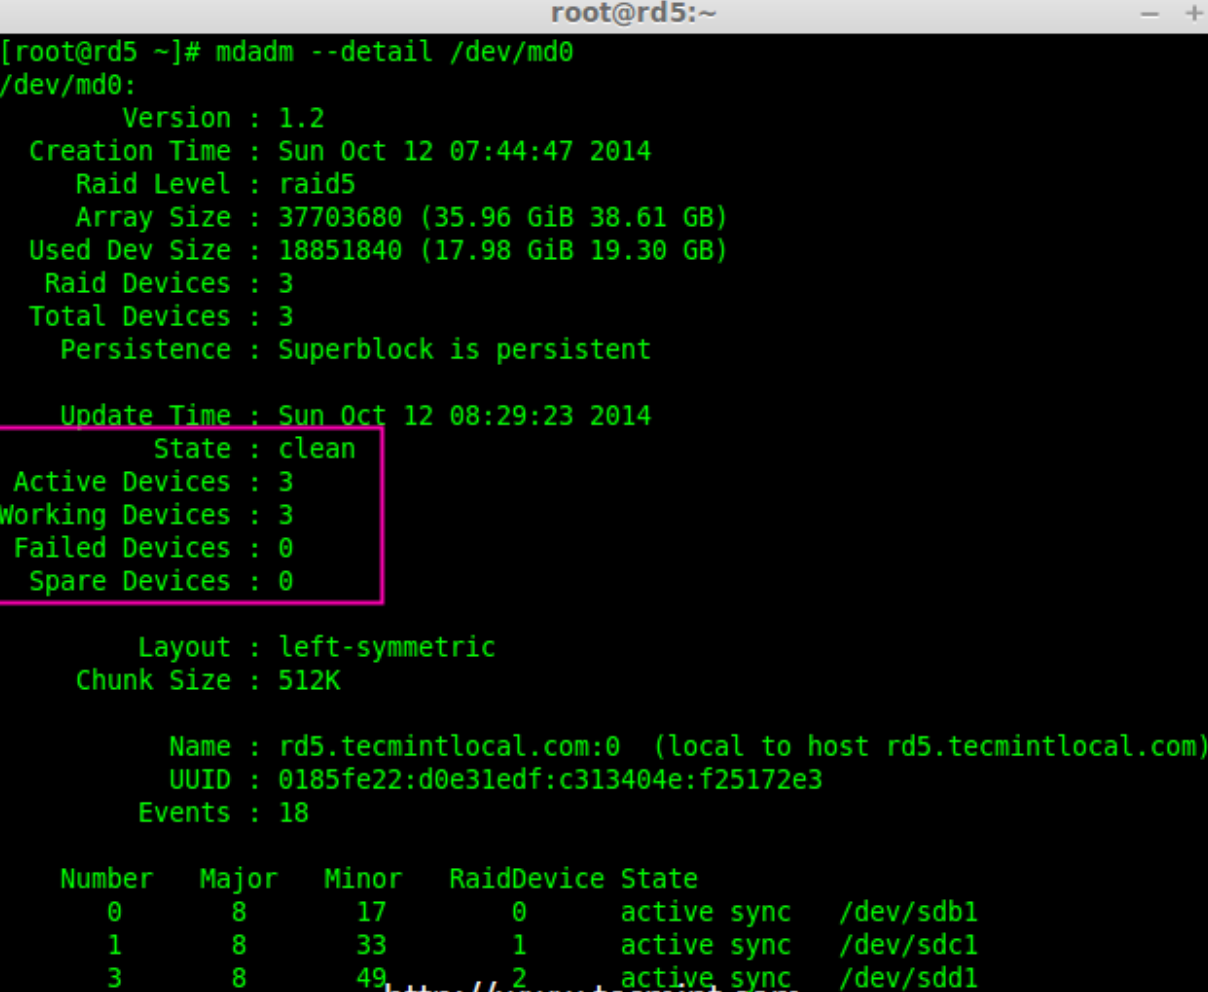 root@rd5:~
[root@rd5 ~]# mdadm --detail /dev/md0
/dev/md0:
Version : 1.2
Creation Time : Sun Oct 12 07:44:47 2014
Raid Level : raid5
Array Size : 37703680 (35.96 GiB 38.61 GB)
Used Dev Size : 18851840 (17.98 GiB 19.30 GB)
Raid Devices : 3
Total Devices : 3
Persistence : Superblock is persistent
Update Time : Sun Oct 12 08:29:23 2014
State : clean
Active Devices : 3
Working Devices : 3
Failed Devices : 0
Spare Devices : 0
Layout : left-symmetric
Chunk Size : 512K
Name : rd5.tecmintlocal.com:0  (local to host rd5.tecmintlocal.com)
UUID : 0185fe22:d0e31edf:c313404e:f25172e3
Events : 18
Number Major Minor RaidDevice State
0 8 17 0 active sync /dev/sdb1
1 8 33 1 active sync /dev/sdc1
3 8 49 2 active sync /dev/sdd1